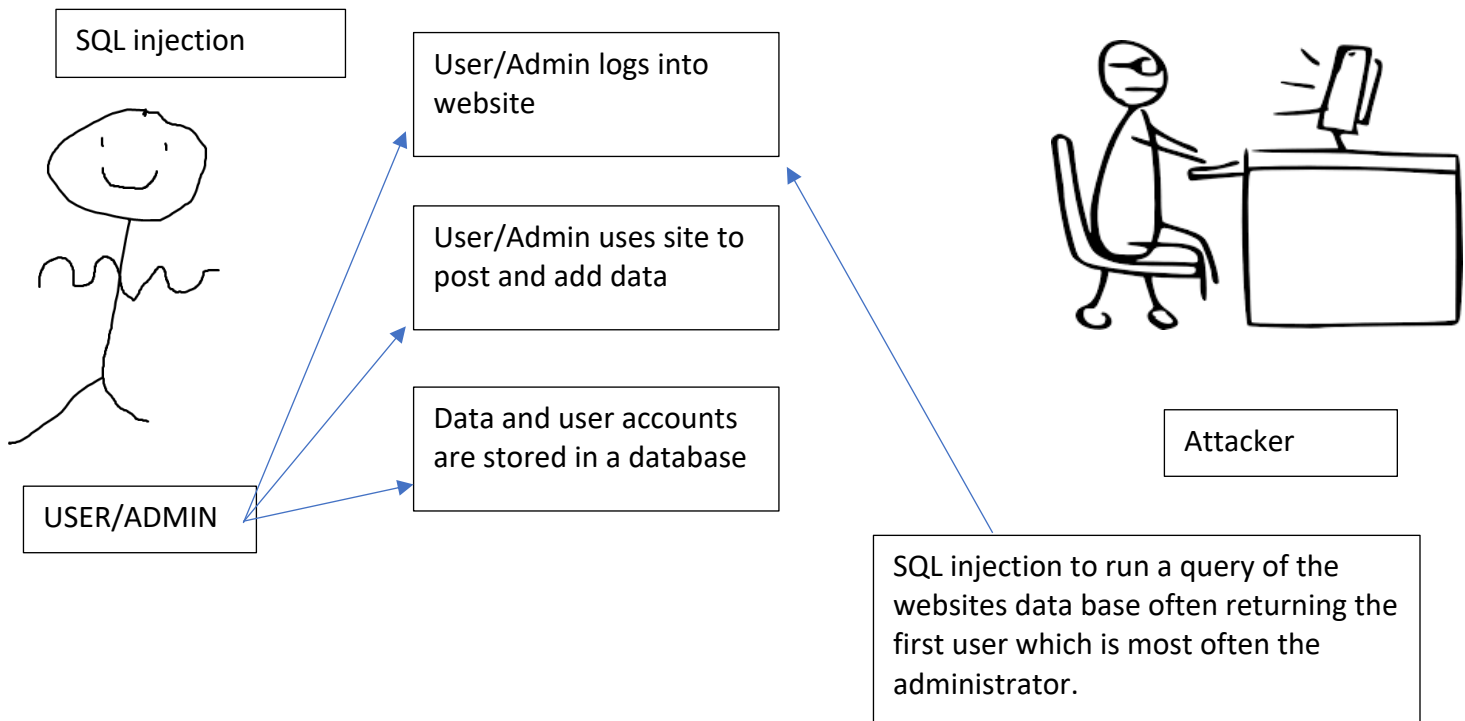 SQL injection
User/Admin logs into
website
User/Admin uses site to
post and add data
Data and user accounts
are stored in a database
USER/ADMIN
Attacker
SQL injection to run a query of the
websites data base often returning the
first user which is most often the
administrator.